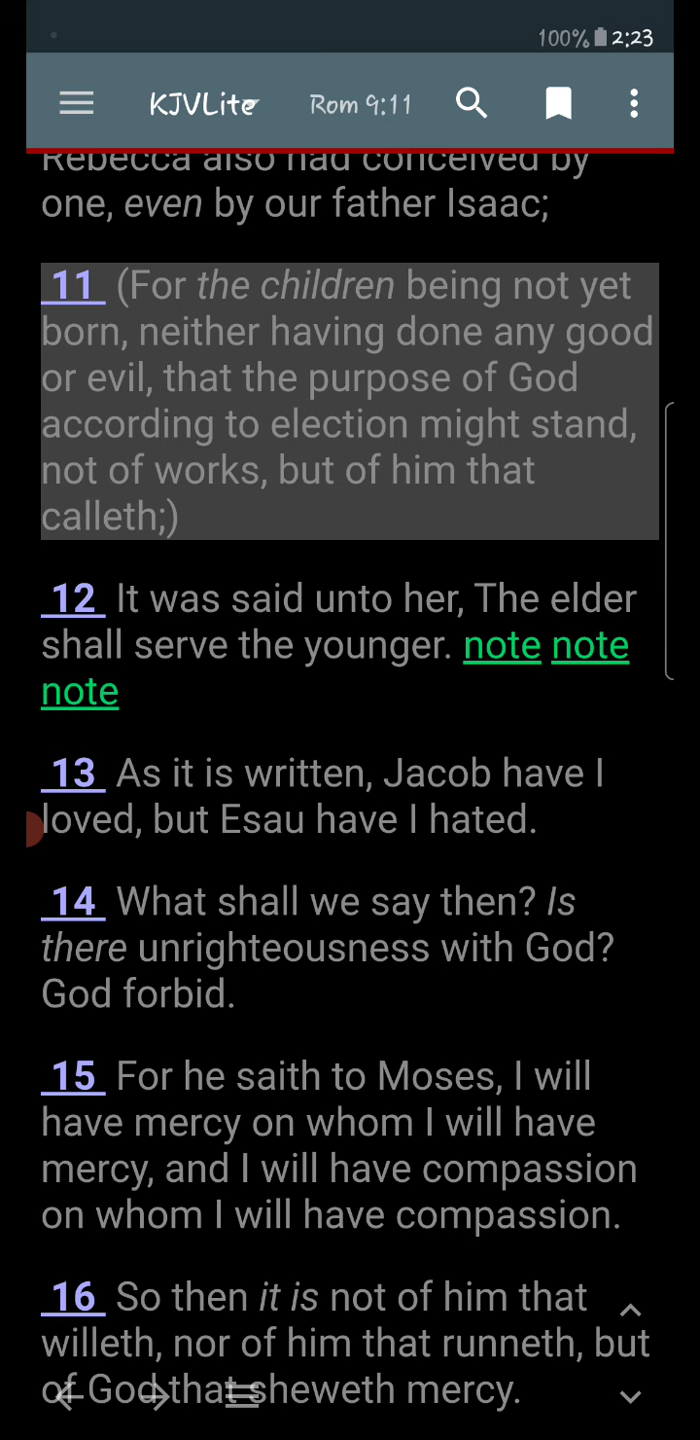 100% 2:23
KJVLite Rom 9:11
Rebecca also had conceived by
one, even by our father Isaac;
11 (For the children being not yet
born, neither having done any good
or evil, that the purpose of God
according to election might stand,
not of works, but of him that
calleth;)
12 It was said unto her, The elder
shall serve the younger. note note
note
13 As it is written, Jacob have I
loved, but Esau have I hated.
14 What shall we say then? Is
there unrighteousness with God?
God forbid.
15 For he saith to Moses, I will
have mercy on whom I will have
mercy, and I will have compassion
on whom I will have compassion.
16 So then it is not of him that
willeth, nor of him that runneth, but
of God that sheweth mercy.